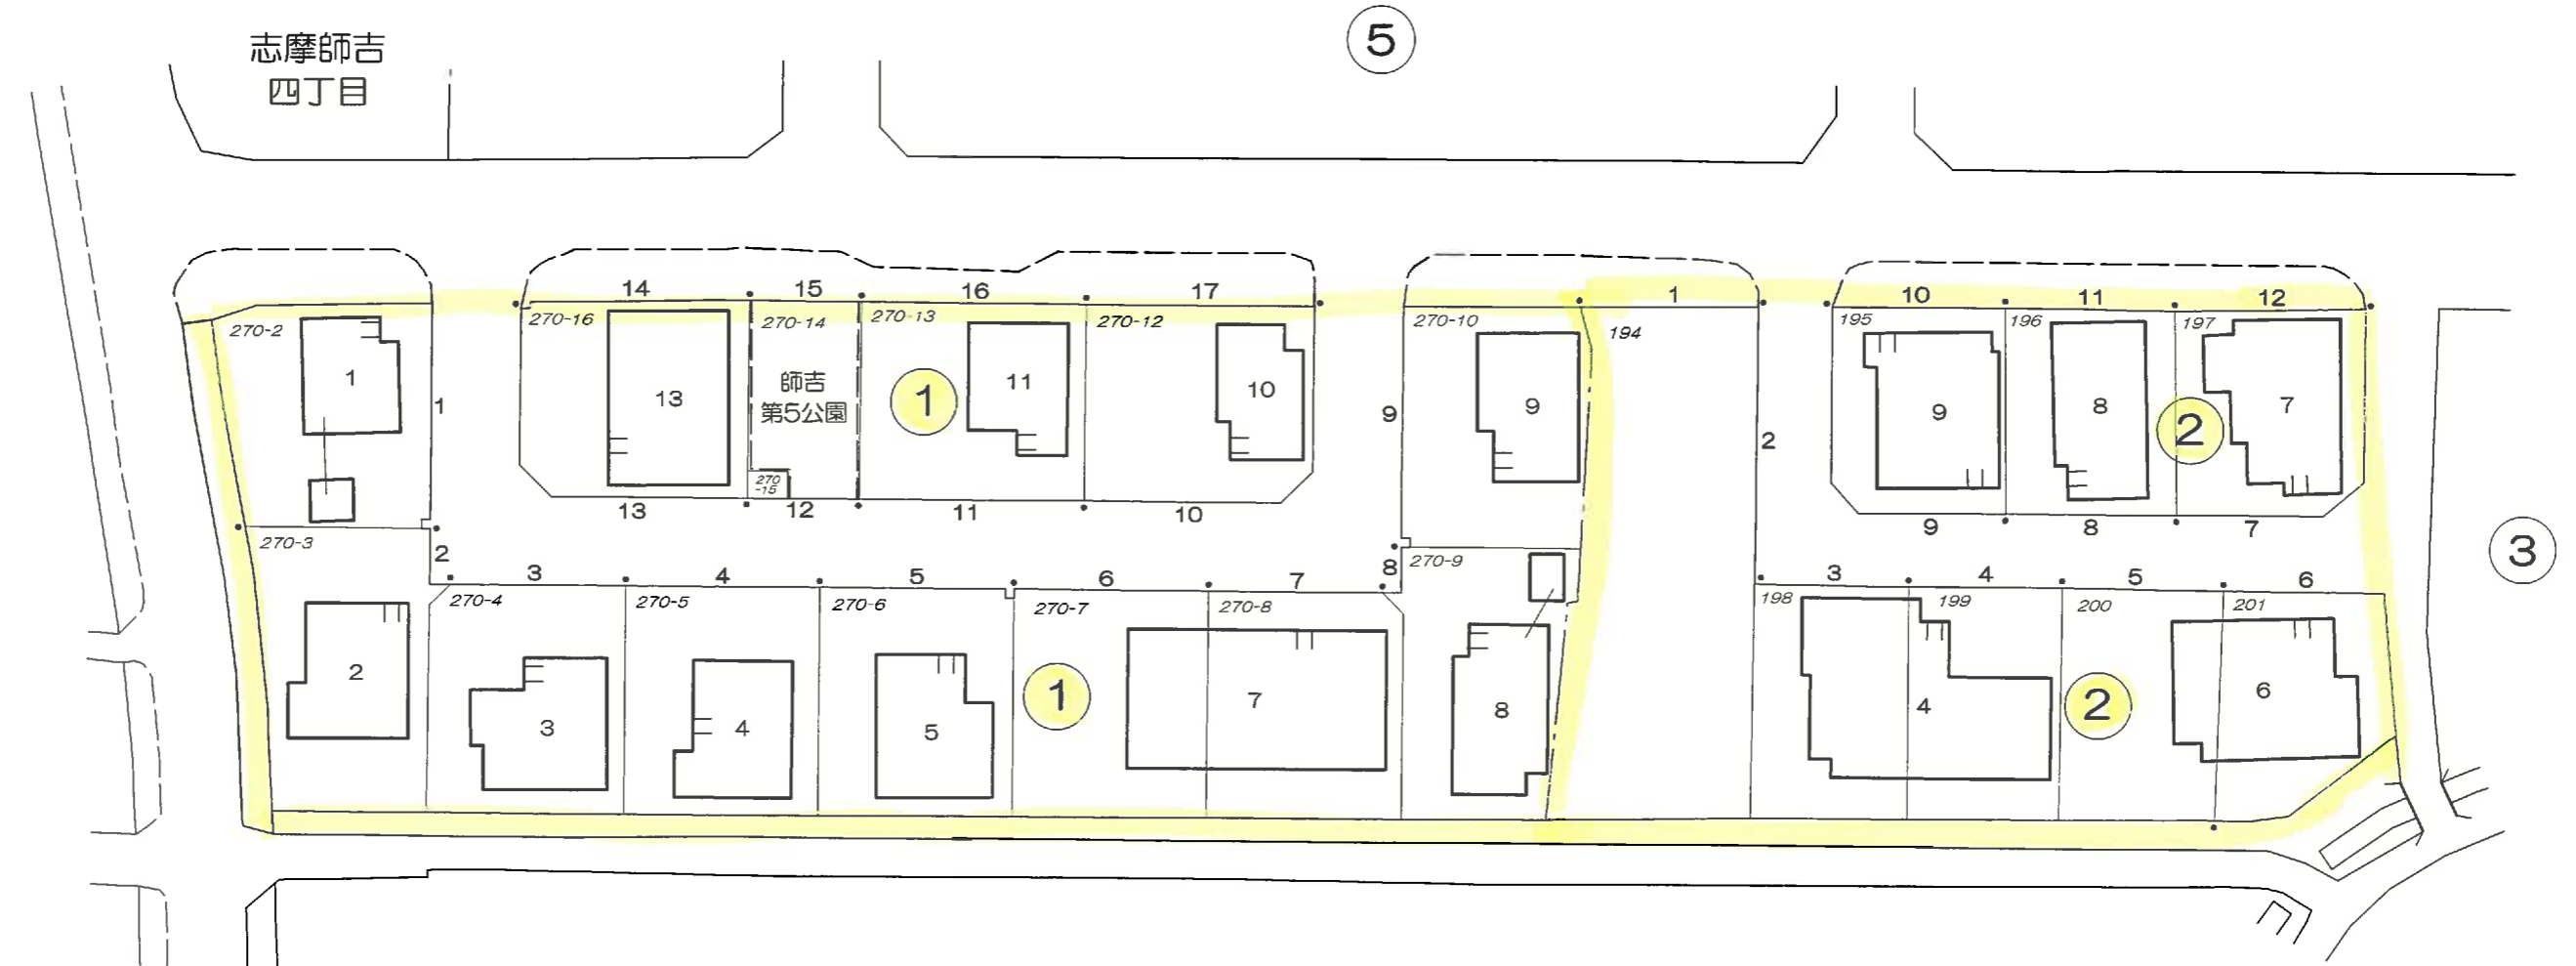 志摩師吉
四丁目
⑤
14 15 16 17 1 10 11 12
270-2 270-16 270-14 270-13 270-12 270-10 194 195 196 197
1 13 師吉 ① 11 10 9 9 8 7
第5公園
1 9 2 ②
270
-15
13 12 11 10 9 8 7
270-3 2 270-9 8 ③
3 4 5 6 7 3 4 5 6
270-4 270-5 270-6 270-7 270-8 198 199 200 201
2 3 4 5 ① 7 8 4 ② 6